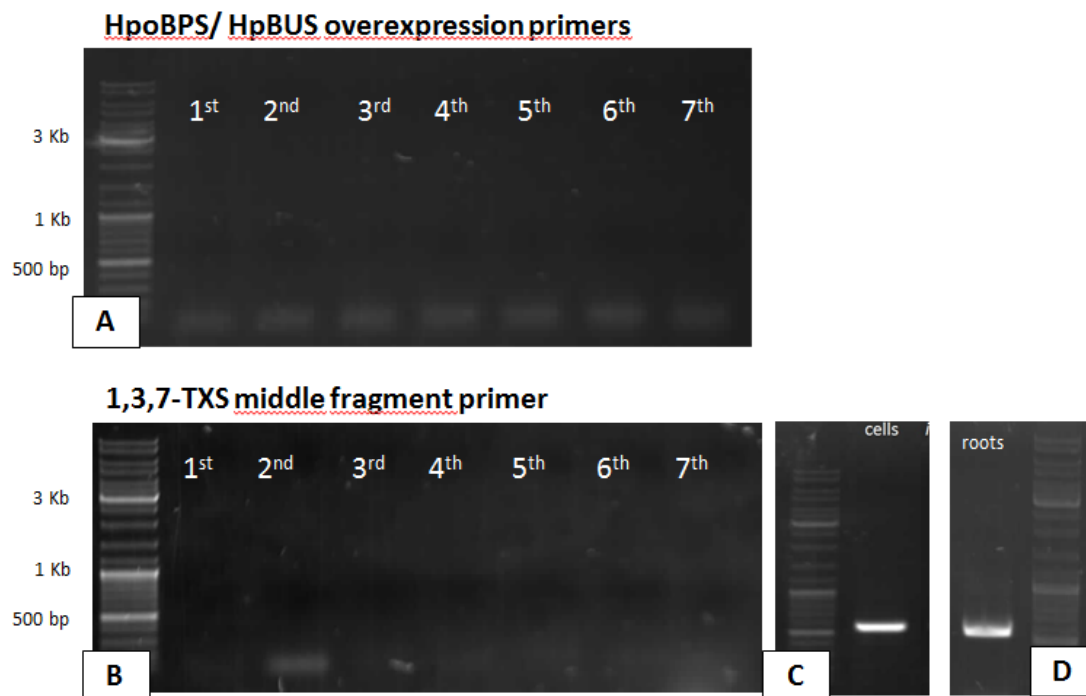 HpoBPS/ HpBUS overexpression primers
1st 2nd 3rd 4th 5th 6th 7th
3 Kb
1 Kb
500 bp
A
1,3,7-TXS middle fragment primer
cells i
roots
1st 2nd 3rd 4th 5th 6th 7th
3 Kb
1 Kb
500 bp
B
C
D